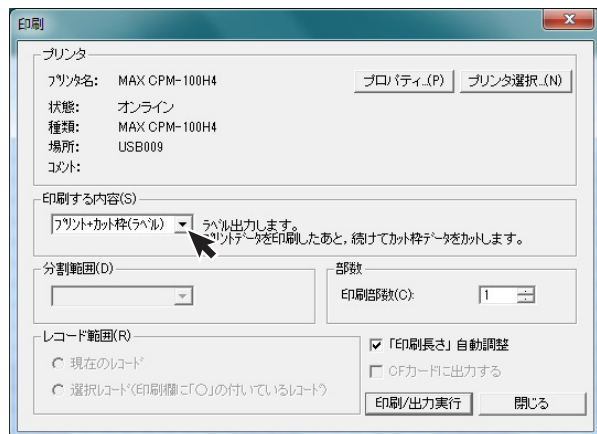 印刷
プリンタ
プリンタ名: MAX CPM-100H4
プロパティ...(P) プリンタ選択...(N)
状態: オンライン
種類: MAX CPM-100H4
場所: USB009
コメント:
印刷する内容(S)
プリント+カット枠(ラベル) ラベル出力します。
プリントデータを印刷したあと, 続けてカット枠データをカットします。
分割範囲(D)
部数
印刷部数(C): 1
レコード範囲(R)
現在のレコード
選択レコード(印刷欄に「○」の付いているレコード)
「印刷長さ」自動調整
CFカードに出力する
印刷/出力実行 閉じる